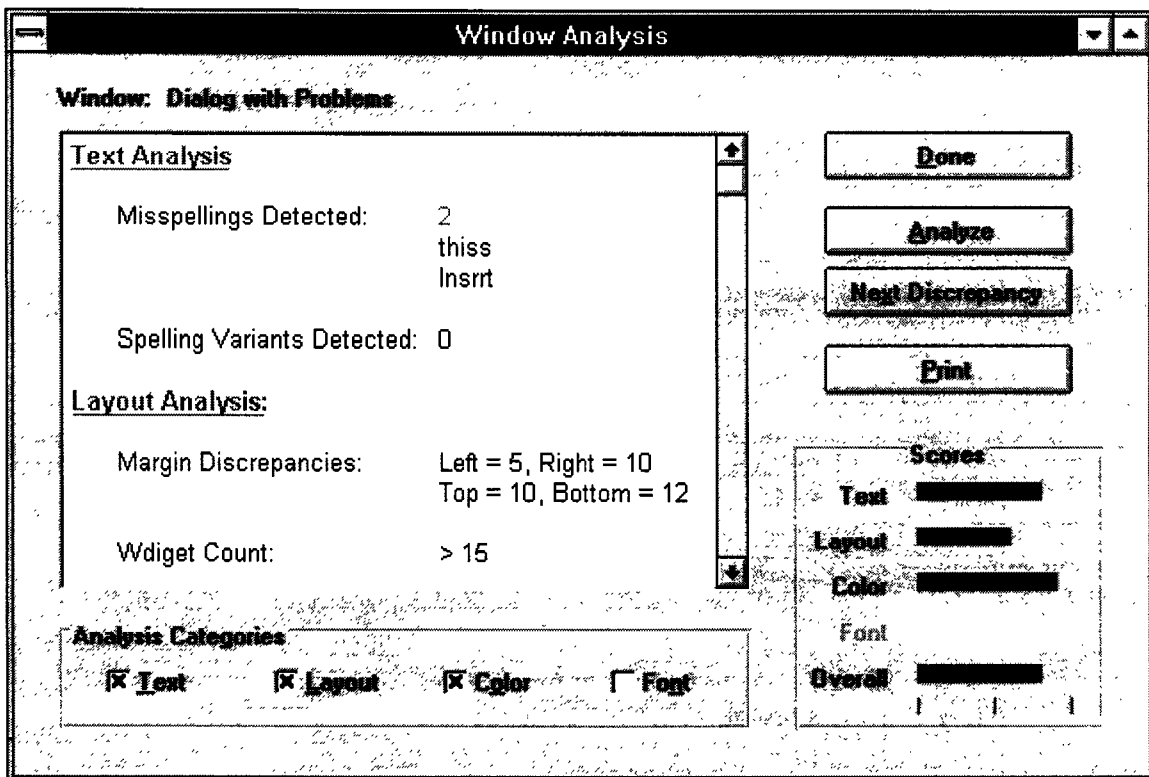 Window Analysis
Window: Dialog with Problems
Text Analysis
Misspellings Detected: 2
thiss
Insrrt
Spelling Variants Detected: 0
Layout Analysis:
Margin Discrepancies: Left = 5, Right = 10
Top = 10, Bottom = 12
Wdiget Count: > 15
Done
Analyze
Next Discrepancy
Print
Scores
Text
Layout
Color
Font
Overall
Analysis Categories
Text Layout Color Font